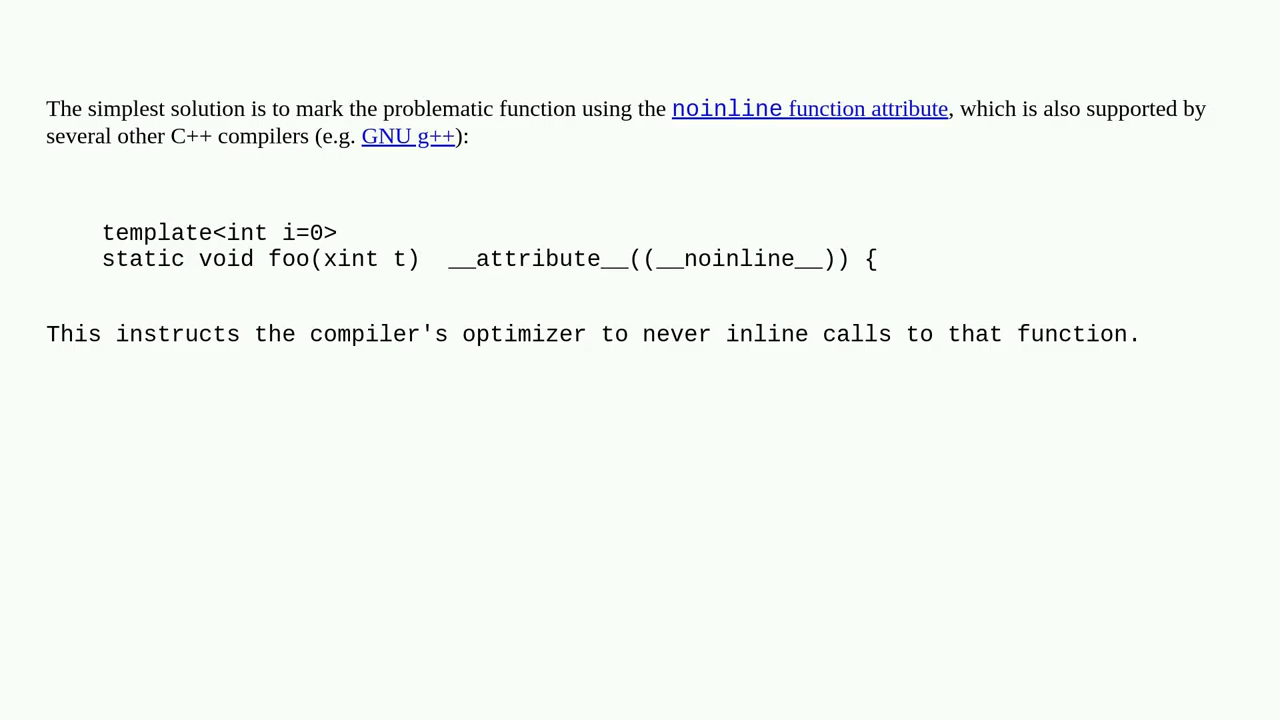 The simplest solution is to mark the problematic function using the noinline function attribute, which is also supported by
several other C++ compilers (e.g. GNU g++):
template<int i=0>
static void foo(xint t)  __attribute__((__noinline__)) {
This instructs the compiler's optimizer to never inline calls to that function.